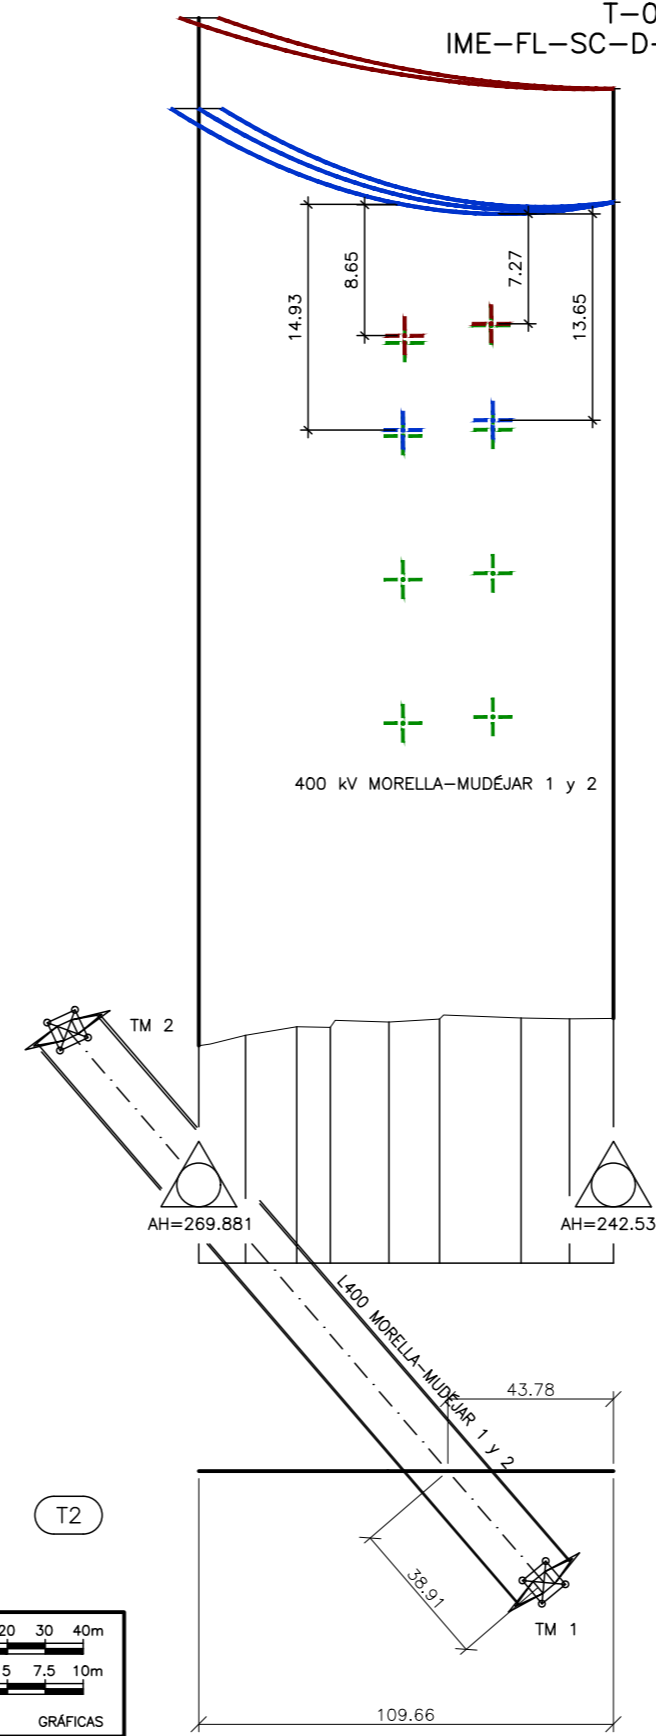 T-0
IME-FL-SC-D-
14.93
8.65
7.27
13.65
400 kV MORELLA-MUDÉJAR 1 y 2
TM 2
AH=269.881
AH=242.53
L400 MORELLA-MUDÉJAR 1 y 2
43.78
T2
38.91
TM 1
20 30 40m
5 7.5 10m
GRÁFICAS
109.66